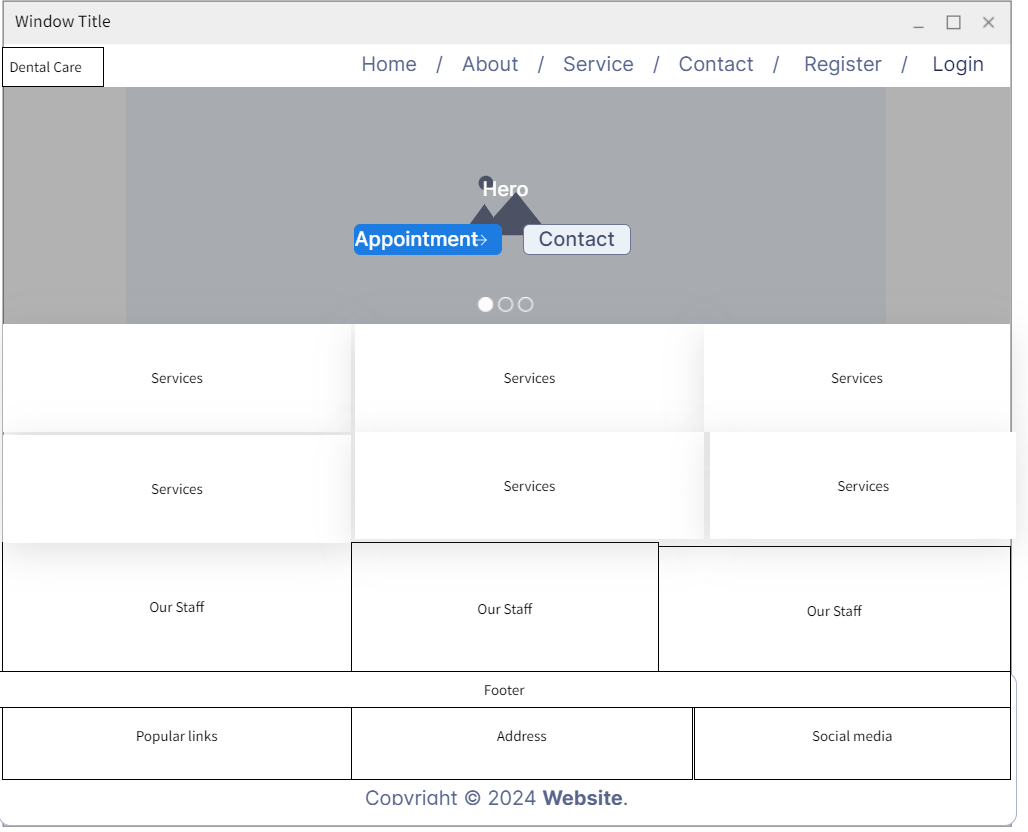 Window Title
Dental Care
Home / About / Service / Contact / Register / Login
Hero
Appointment→ Contact
Services Services Services
Services Services Services
Our Staff Our Staff Our Staff
Footer
Popular links Address Social media
Copyright © 2024 Website.